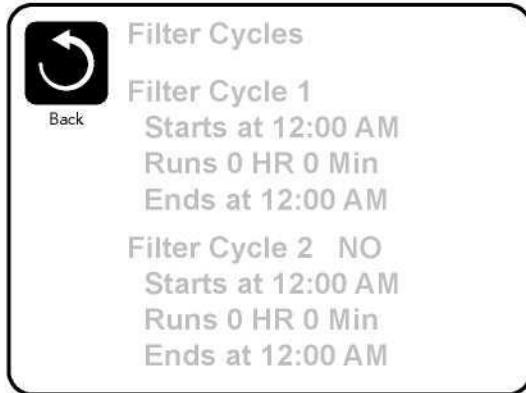 Filter Cycles
Back
Filter Cycle 1
Starts at 12:00 AM
Runs 0 HR 0 Min
Ends at 12:00 AM
Filter Cycle 2 NO
Starts at 12:00 AM
Runs 0 HR 0 Min
Ends at 12:00 AM